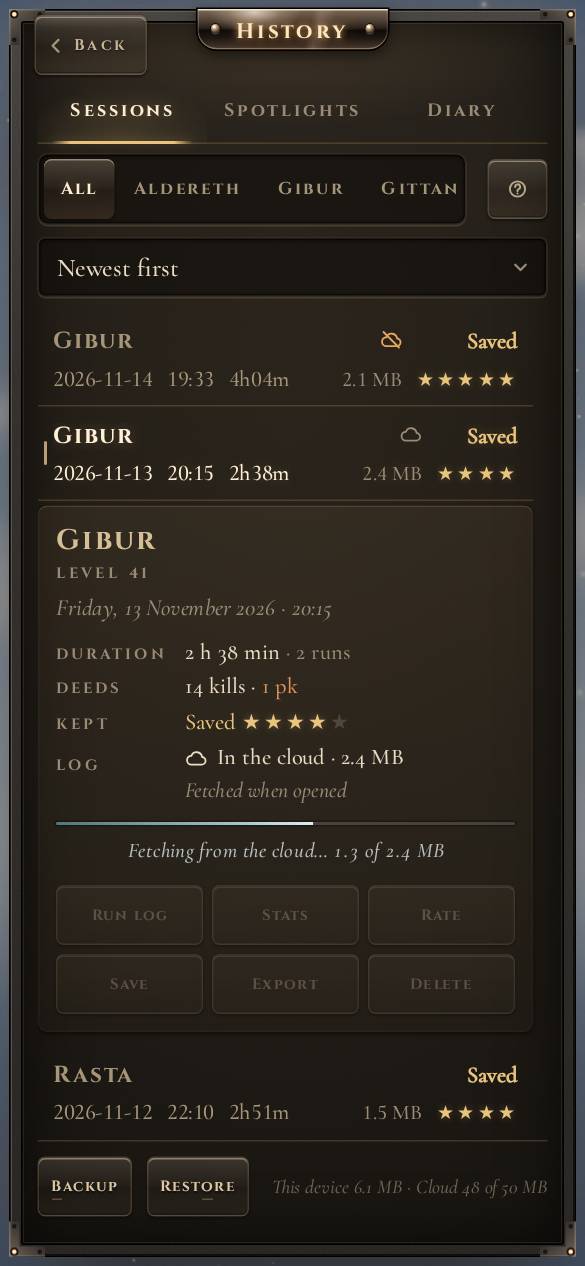 History
Back
Sessions Spotlights Diary
All Aldereth Gibur Gittan
Newest first
Gibur Saved
2026-11-14 19:33 4h04m 2.1 MB ★★★★★
Gibur Saved
2026-11-13 20:15 2h38m 2.4 MB ★★★★
Gibur
LEVEL 41
Friday, 13 November 2026 · 20:15
DURATION 2 h 38 min · 2 runs
DEEDS 14 kills · 1 pk
KEPT Saved ★★★★★
LOG In the cloud · 2.4 MB
Fetched when opened
Fetching from the cloud... 1.3 of 2.4 MB
Run log Stats Rate
Save Export Delete
Rasta Saved
2026-11-12 22:10 2h51m 1.5 MB ★★★★
Backup Restore This device 6.1 MB · Cloud 48 of 50 MB